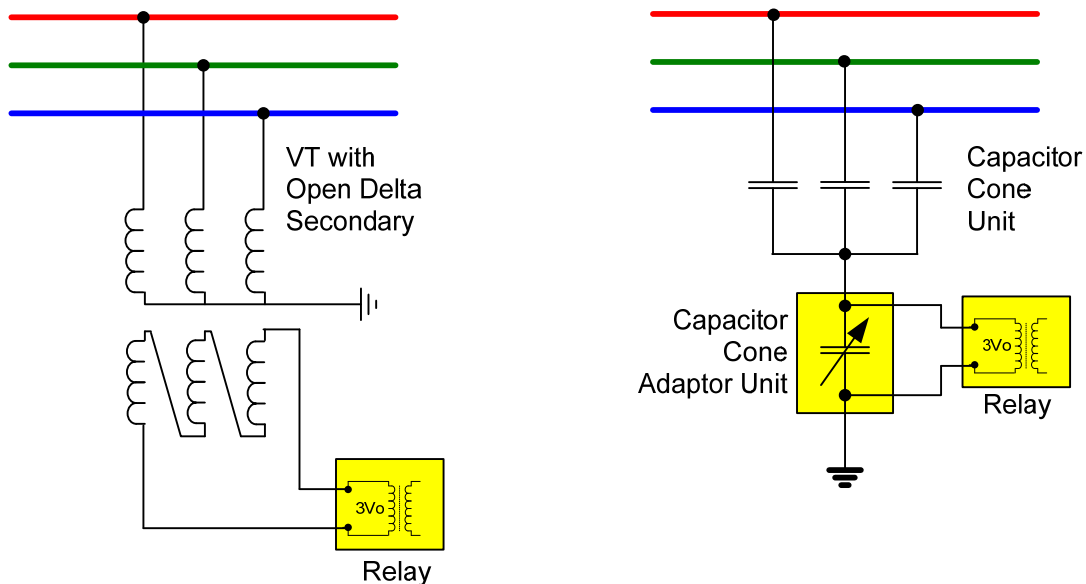 VT with
Open Delta
Secondary
3Vo
Relay
Capacitor
Cone
Unit
Capacitor
Cone
Adaptor Unit
3Vo
Relay